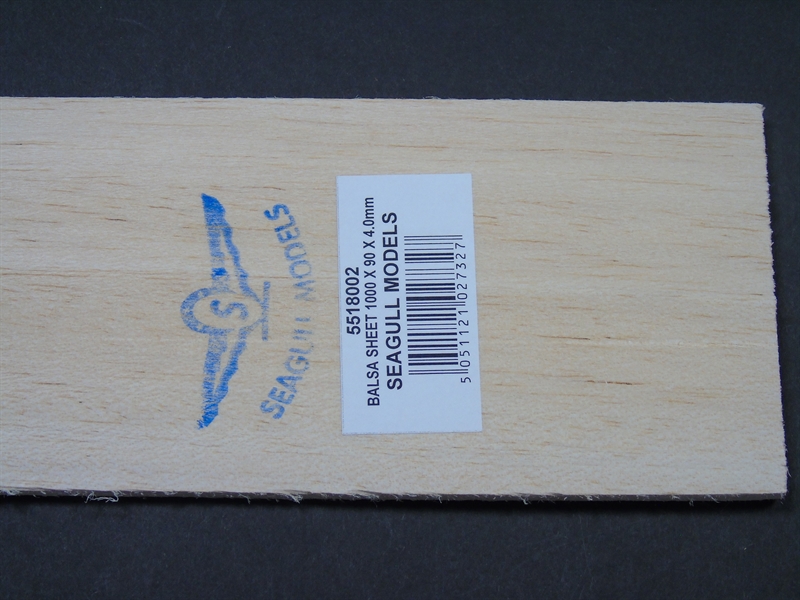 S
SEAGULL MODELS
5518002
BALSA SHEET 1000 X 90 X 4.0mm
SEAGULL MODELS
5 051121 027327